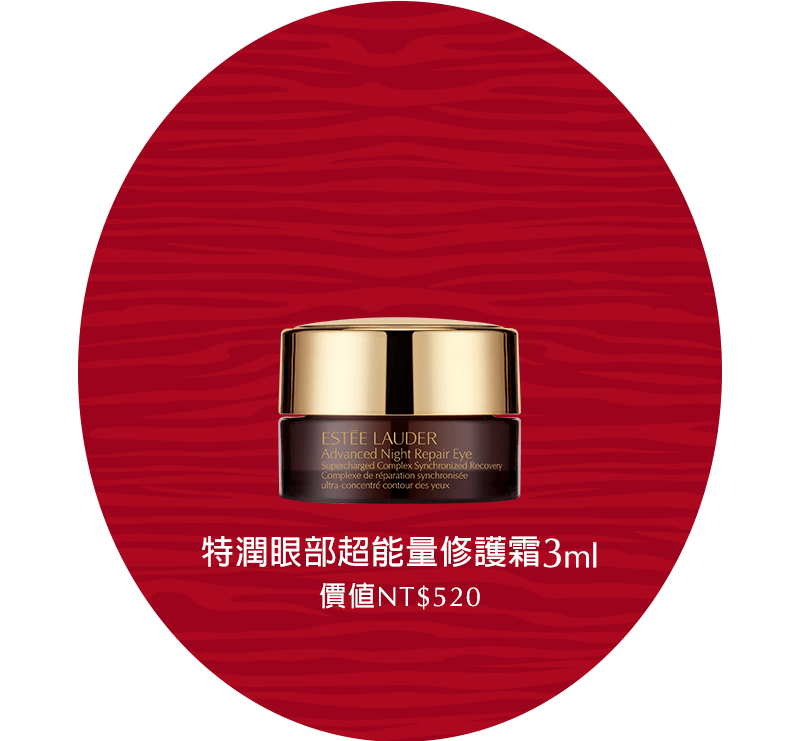 ESTĒE LAUDER
Advanced Night Repair Eye
Supercharged Complex Synchronized Recovery
Complexe de réparation synchronisée
ultra-concentré contour des yeux
特潤眼部超能量修護霜3ml
價值NT$520